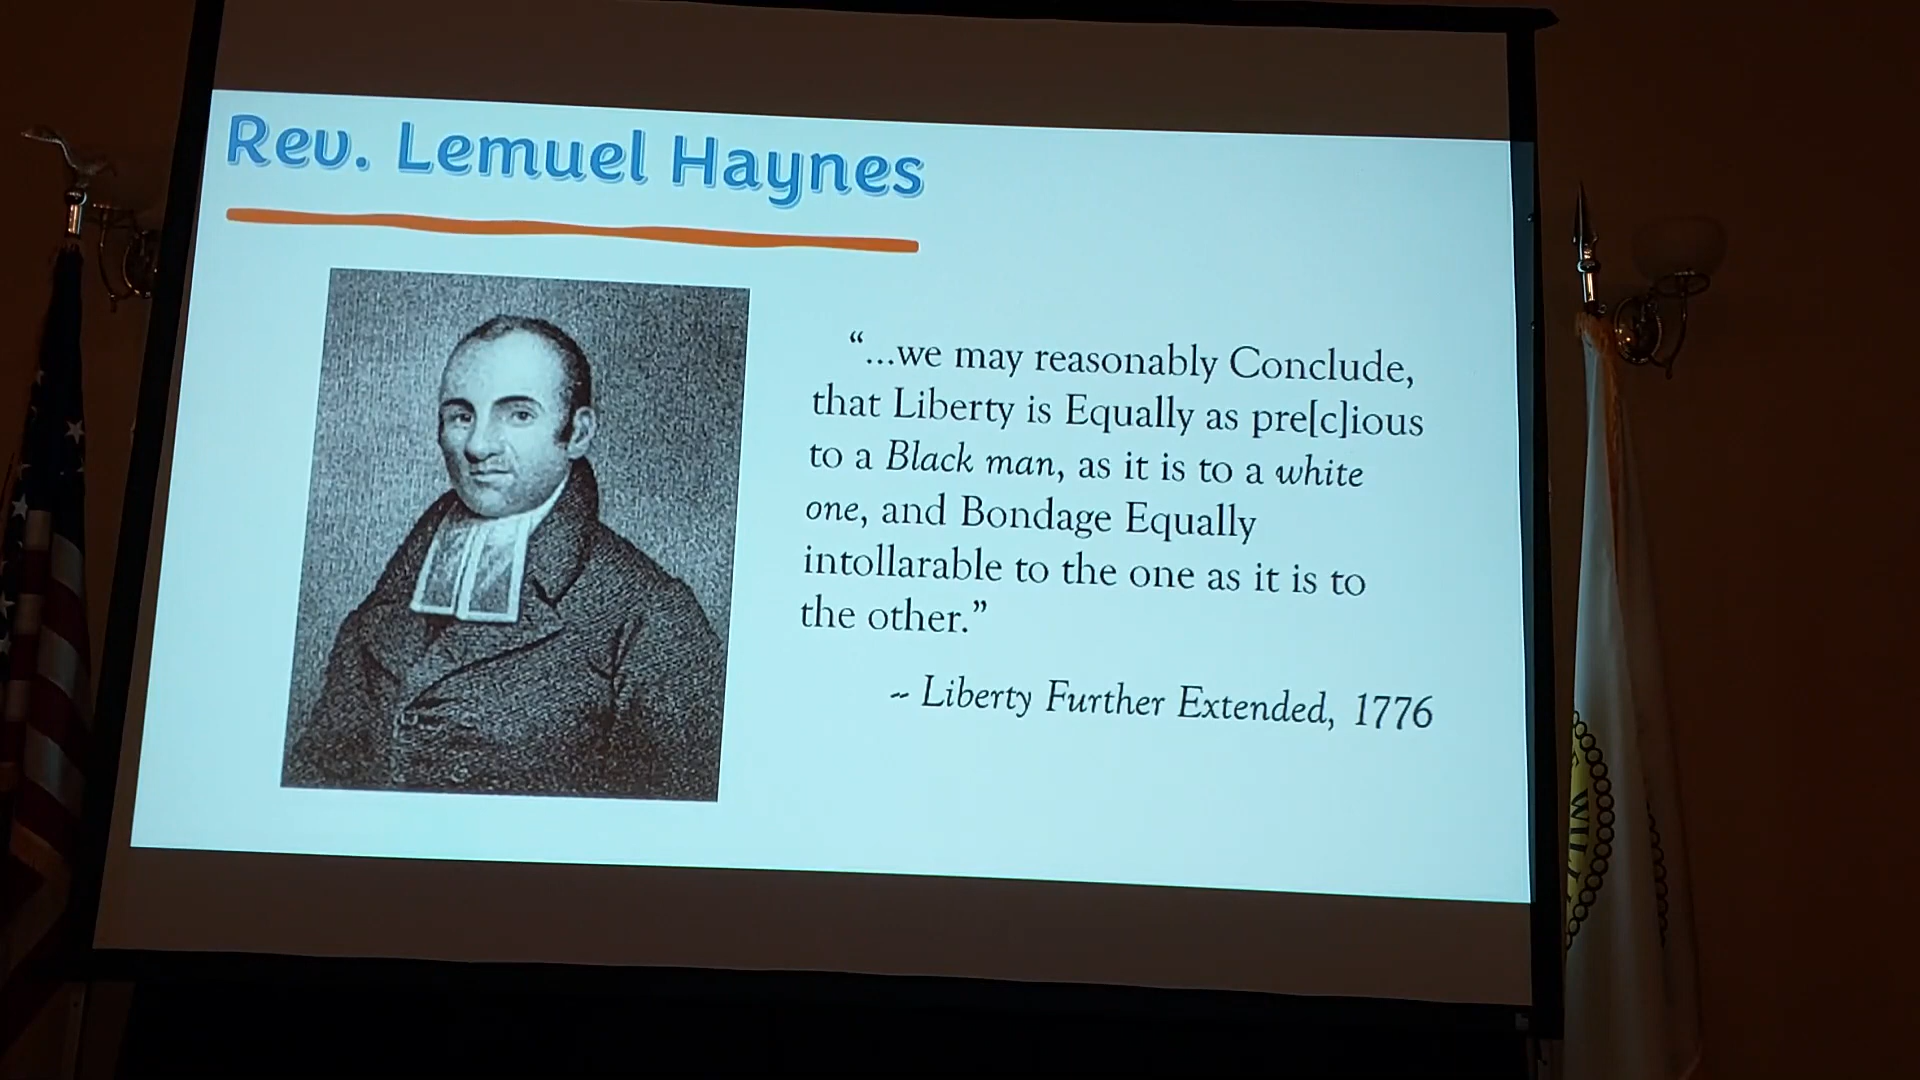 Rev. Lemuel Haynes
“...we may reasonably Conclude,
that Liberty is Equally as pre[c]ious
to a Black man, as it is to a white
one, and Bondage Equally
intollarable to the one as it is to
the other.”
~ Liberty Further Extended, 1776